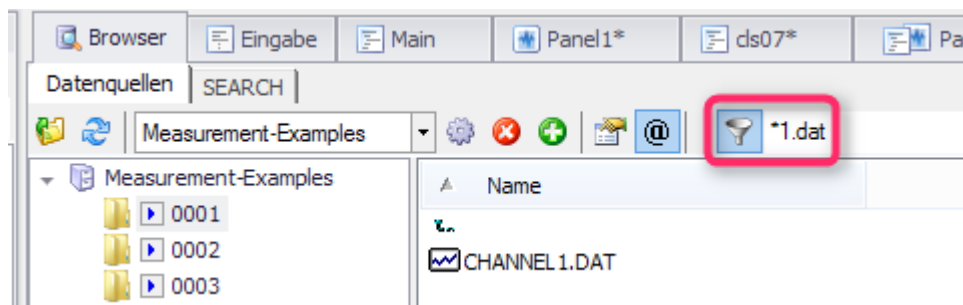 Browser Eingabe Main Panel1* cls07* Pa
Datenquellen SEARCH
Measurement-Examples @ *1.dat
Measurement-Examples Name
0001
0002 CHANNEL1.DAT
0003